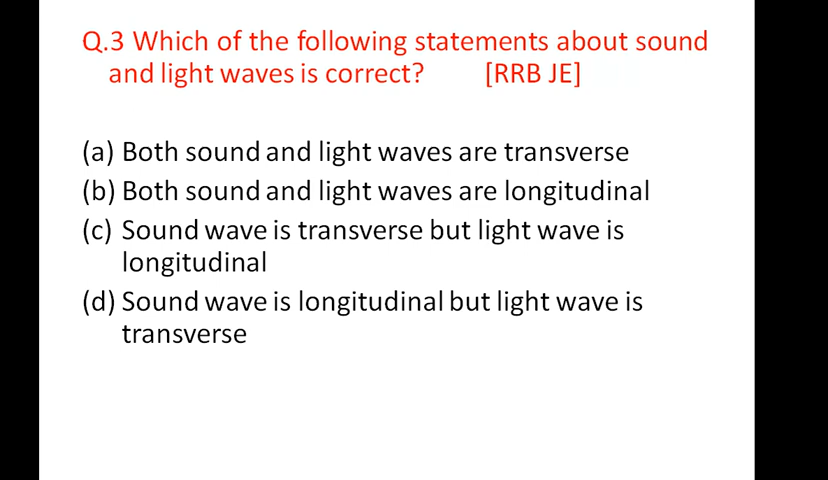 Q.3 Which of the following statements about sound
and light waves is correct? [RRB JE]
(a) Both sound and light waves are transverse
(b) Both sound and light waves are longitudinal
(c) Sound wave is transverse but light wave is
longitudinal
(d) Sound wave is longitudinal but light wave is
transverse